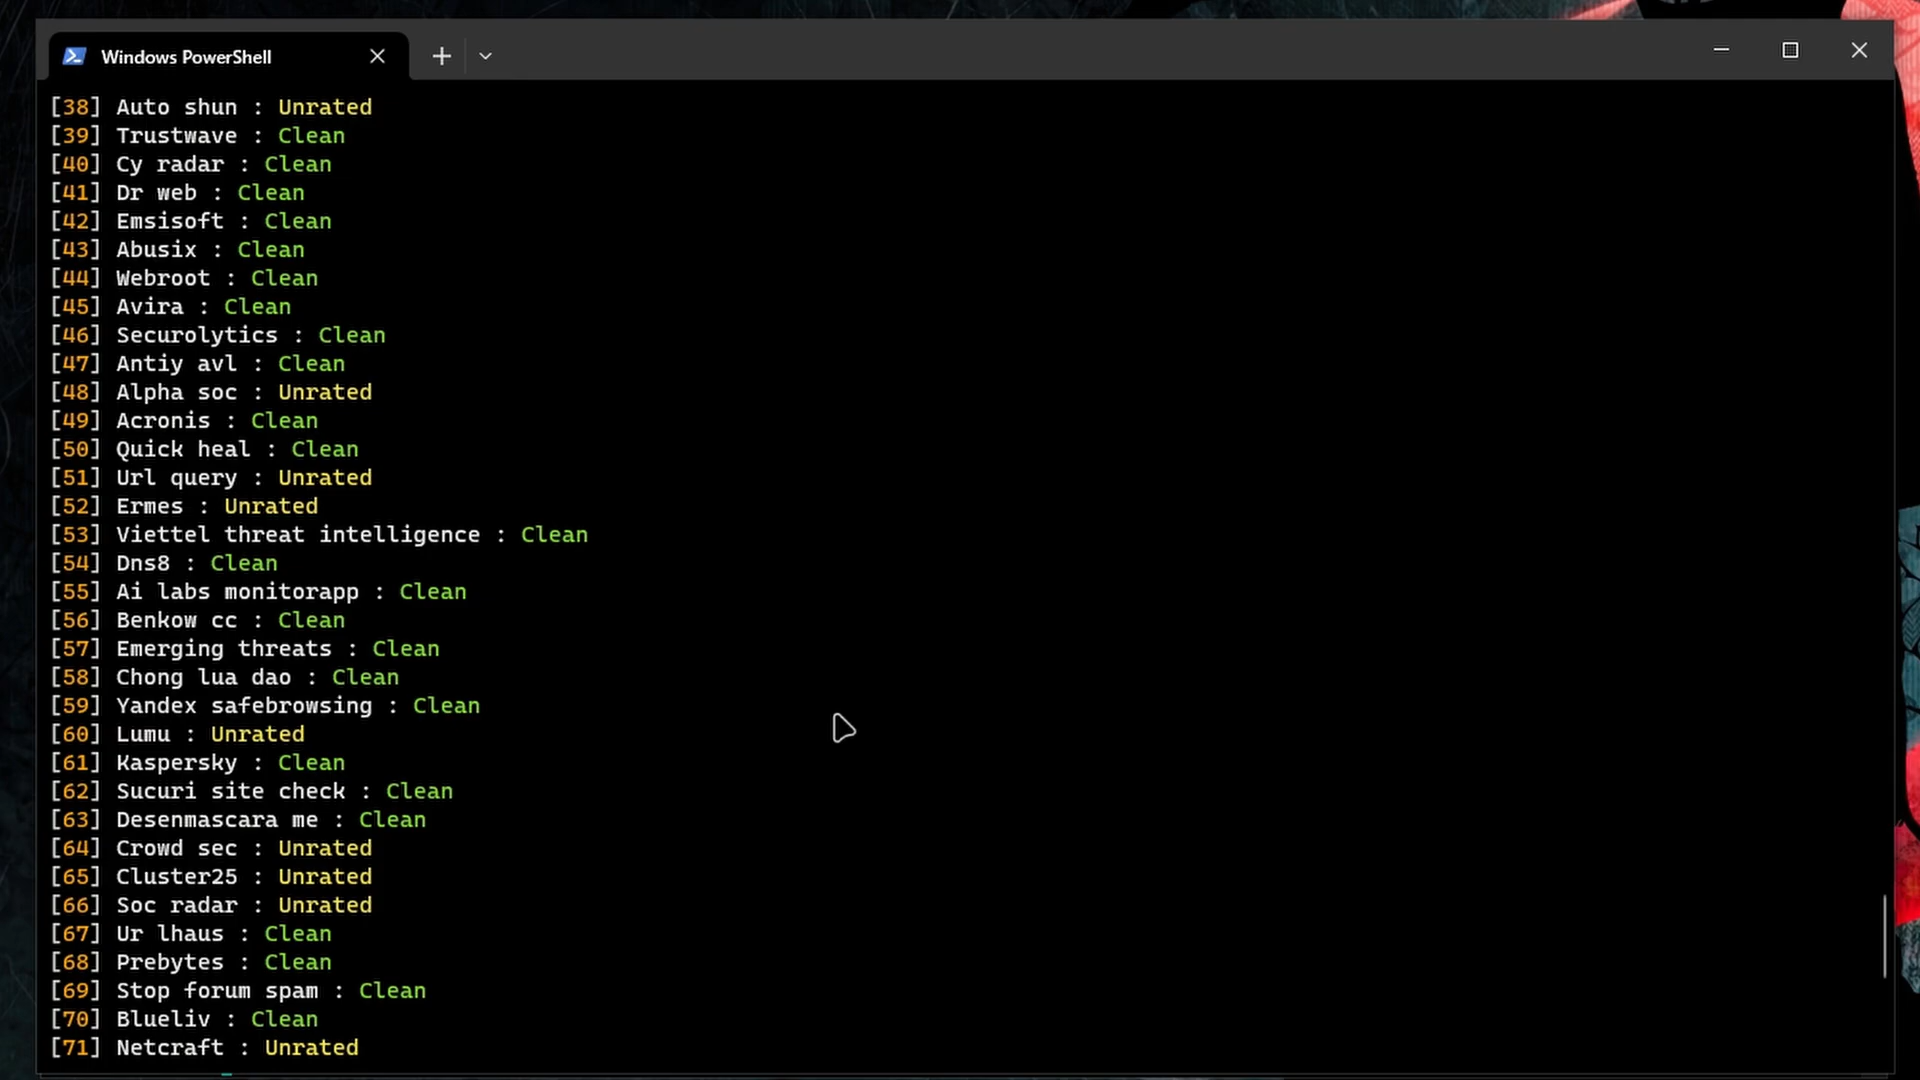 Windows PowerShell
[38] Auto shun : Unrated
[39] Trustwave : Clean
[40] Cy radar : Clean
[41] Dr web : Clean
[42] Emsisoft : Clean
[43] Abusix : Clean
[44] Webroot : Clean
[45] Avira : Clean
[46] Securolytics : Clean
[47] Antiy avl : Clean
[48] Alpha soc : Unrated
[49] Acronis : Clean
[50] Quick heal : Clean
[51] Url query : Unrated
[52] Ermes : Unrated
[53] Viettel threat intelligence : Clean
[54] Dns8 : Clean
[55] Ai labs monitorapp : Clean
[56] Benkow cc : Clean
[57] Emerging threats : Clean
[58] Chong lua dao : Clean
[59] Yandex safebrowsing : Clean
[60] Lumu : Unrated
[61] Kaspersky : Clean
[62] Sucuri site check : Clean
[63] Desenmascara me : Clean
[64] Crowd sec : Unrated
[65] Cluster25 : Unrated
[66] Soc radar : Unrated
[67] Ur lhaus : Clean
[68] Prebytes : Clean
[69] Stop forum spam : Clean
[70] Blueliv : Clean
[71] Netcraft : Unrated